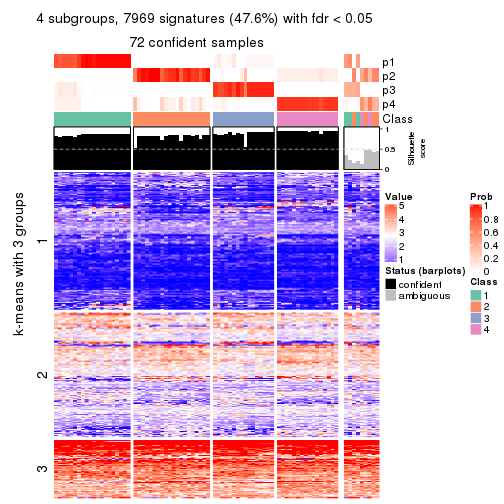 4 subgroups, 7969 signatures (47.6%) with fdr < 0.05
72 confident samples
p1
p2
p3
p4
Class
1
0.5
0
Silhouette
score
k-means with 3 groups
1
2
3
Value
5
4
3
2
1
Status (barplots)
confident
ambiguous
Prob
1
0.8
0.6
0.4
0.2
0
Class
1
2
3
4